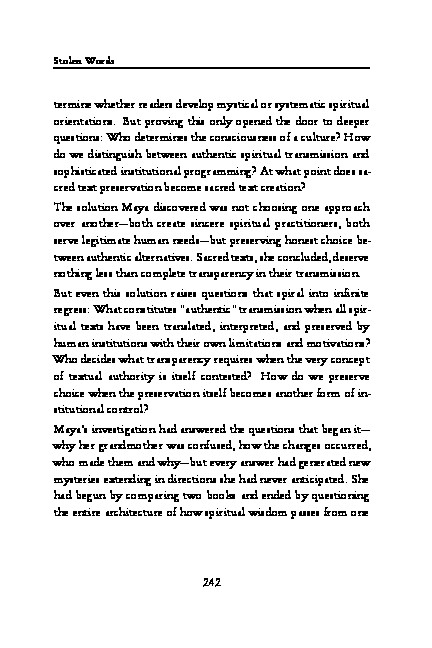 Stolen Words
termine whether readers develop mystical or systematic spiritual
orientations. But proving this only opened the door to deeper
questions: Who determines the consciousness of a culture? How
do we distinguish between authentic spiritual transmission and
sophisticated institutional programming? At what point does sa-
cred text preservation become sacred text creation?
The solution Maya discovered was not choosing one approach
over another—both create sincere spiritual practitioners, both
serve legitimate human needs—but preserving honest choice be-
tween authentic alternatives. Sacred texts, she concluded, deserve
nothing less than complete transparency in their transmission.
But even this solution raises questions that spiral into infinite
regress: What constitutes "authentic" transmission when all spir-
itual texts have been translated, interpreted, and preserved by
human institutions with their own limitations and motivations?
Who decides what transparency requires when the very concept
of textual authority is itself contested? How do we preserve
choice when the preservation itself becomes another form of in-
stitutional control?
Maya's investigation had answered the questions that began it—
why her grandmother was confused, how the changes occurred,
who made them and why—but every answer had generated new
mysteries extending in directions she had never anticipated. She
had begun by comparing two books and ended by questioning
the entire architecture of how spiritual wisdom passes from one
242